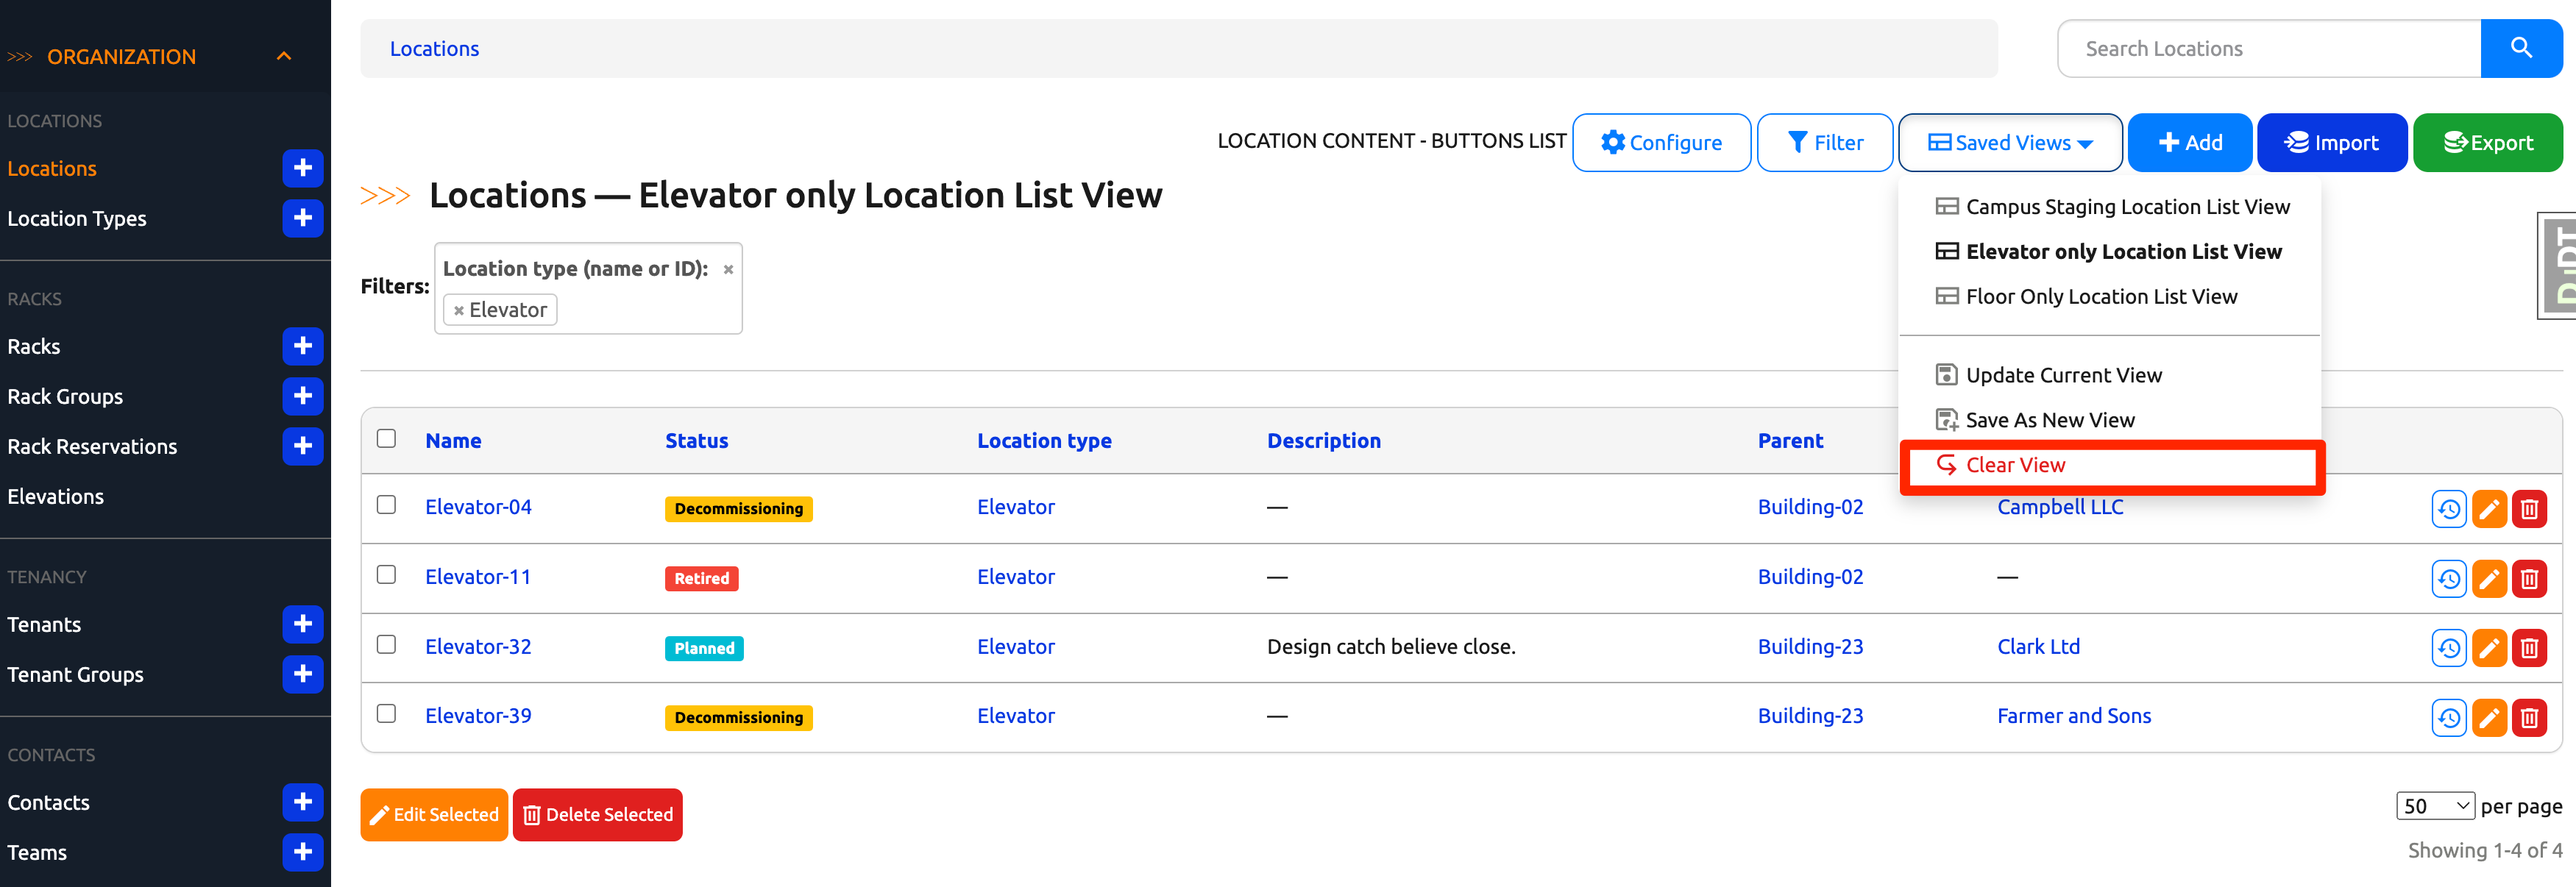 >>> ORGANIZATION
LOCATIONS
Locations
Location Types
RACKS
Racks
Rack Groups
Rack Reservations
Elevations
TENANCY
Tenants
Tenant Groups
CONTACTS
Contacts
Teams
Locations
Search Locations
LOCATION CONTENT - BUTTONS LIST Configure Filter Saved Views Add Import Export
>>> Locations — Elevator only Location List View
Campus Staging Location List View
Elevator only Location List View
Floor Only Location List View
Update Current View
Save As New View
Clear View
DjDT
Filters:
Location type (name or ID): ×
× Elevator
Name Status Location type Description Parent
Elevator-04 Decommissioning Elevator — Building-02 Campbell LLC
Elevator-11 Retired Elevator — Building-02 —
Elevator-32 Planned Elevator Design catch believe close. Building-23 Clark Ltd
Elevator-39 Decommissioning Elevator — Building-23 Farmer and Sons
Edit Selected Delete Selected
50 per page
Showing 1-4 of 4